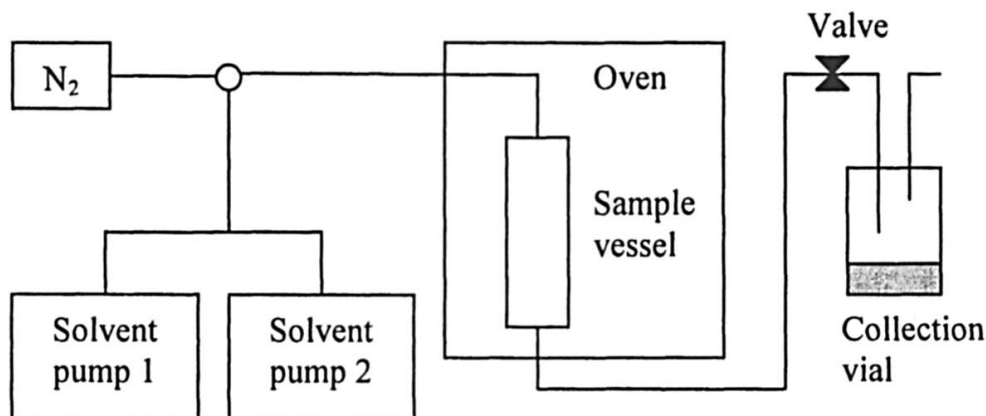 Valve
N₂
Oven
Sample
vessel
Solvent
pump 1
Solvent
pump 2
Collection
vial